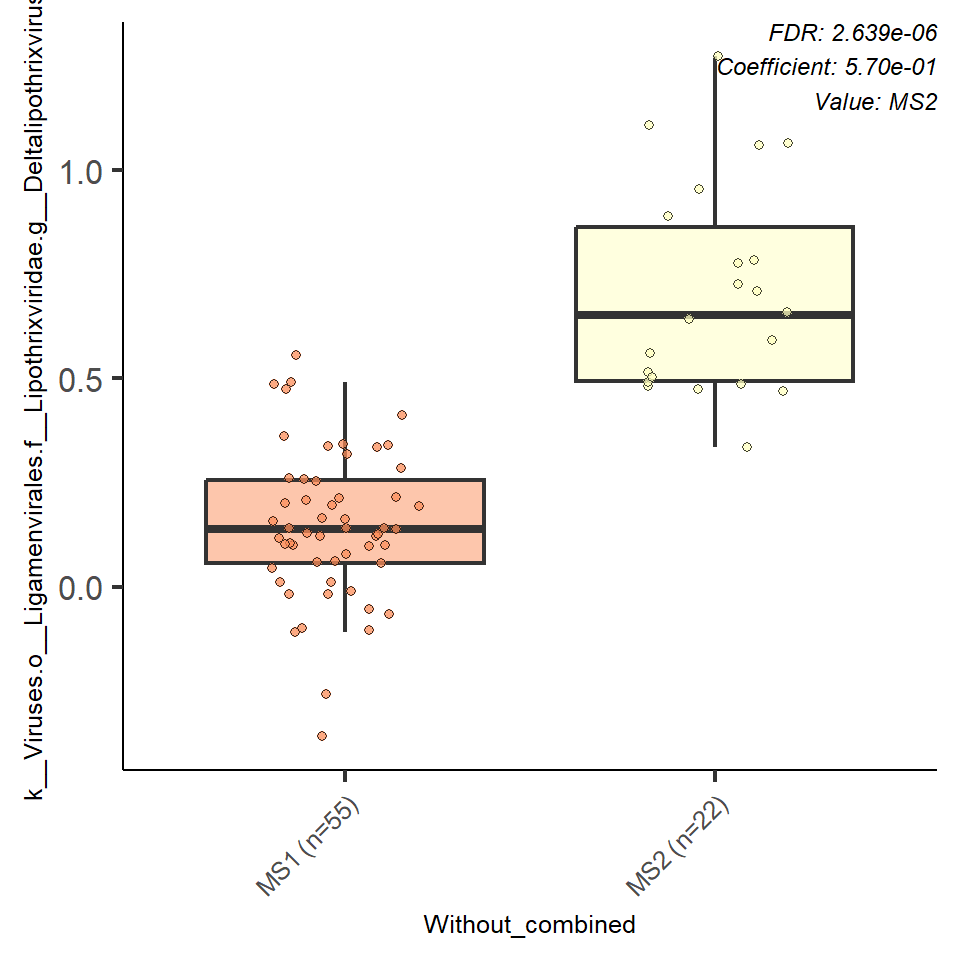 FDR: 2.639e-06
Coefficient: 5.70e-01
Value: MS2
k__Viruses.o__Ligamenvirales.f__Lipothrixviridae.g__Deltalipothrixvirus
1.0
0.5
0.0
MS1 (n=55)
MS2 (n=22)
Without_combined